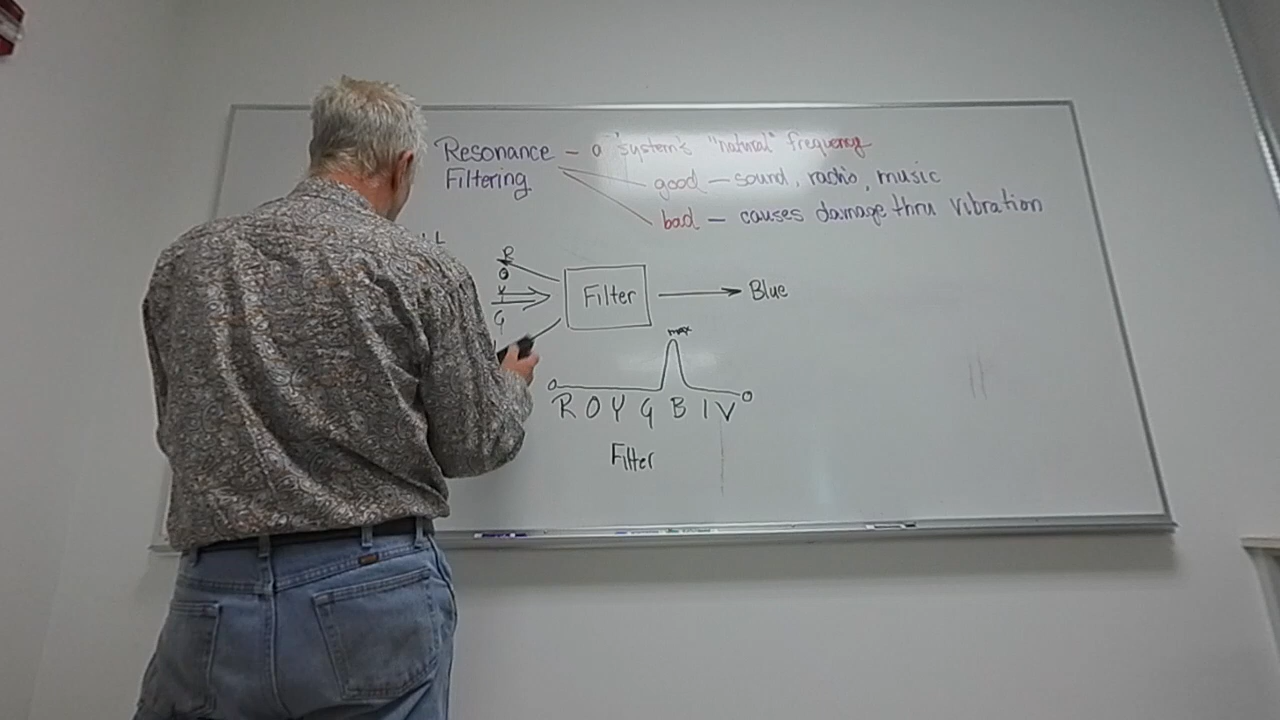 Resonance – a system's "natural" frequency
Filtering
good – sound, radio, music
bad – causes damage thru vibration
L
R
O
Y
G
Filter
Blue
max
R O Y G B I V
Filter